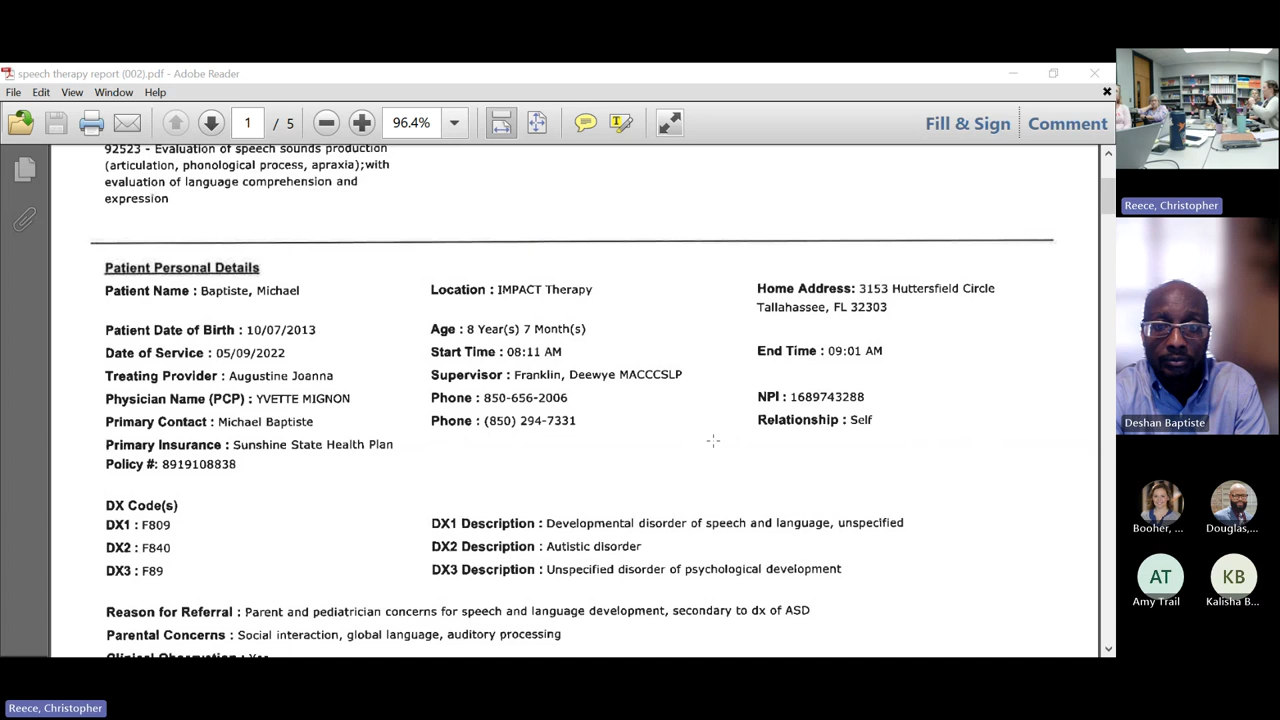 speech therapy report (002).pdf - Adobe Reader
File Edit View Window Help
1 / 5 96.4% Fill & Sign Comment
92523 - Evaluation of speech sounds production
(articulation, phonological process, apraxia);with
evaluation of language comprehension and
expression
Patient Personal Details
Patient Name : Baptiste, Michael Location : IMPACT Therapy Home Address: 3153 Huttersfield Circle
Tallahassee, FL 32303
Patient Date of Birth : 10/07/2013 Age : 8 Year(s) 7 Month(s)
Date of Service : 05/09/2022 Start Time : 08:11 AM End Time : 09:01 AM
Treating Provider : Augustine Joanna Supervisor : Franklin, Deewye MACCCSLP
Physician Name (PCP) : YVETTE MIGNON Phone : 850-656-2006 NPI : 1689743288
Primary Contact : Michael Baptiste Phone : (850) 294-7331 Relationship : Self
Primary Insurance : Sunshine State Health Plan
Policy #: 8919108838
DX Code(s)
DX1 : F809 DX1 Description : Developmental disorder of speech and language, unspecified
DX2 : F840 DX2 Description : Autistic disorder
DX3 : F89 DX3 Description : Unspecified disorder of psychological development
Reason for Referral : Parent and pediatrician concerns for speech and language development, secondary to dx of ASD
Parental Concerns : Social interaction, global language, auditory processing
Clinical Observation : Yes
Reece, Christopher
Deshan Baptiste
Booher, ... Douglas,...
AT KB
Amy Trail Kalisha B...
Reece, Christopher